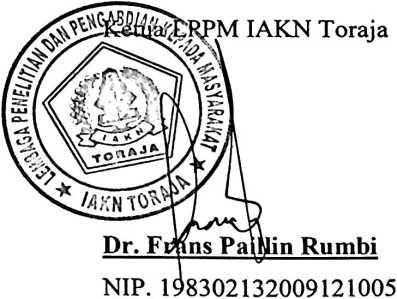 Ketua LRPM IAKN Toraja
LEMBAGA PENELITIAN DAN PENGABDIAN KEPADA MASYARAKAT
IAKN
TORAJA
IAKN TORAJA
Dr. Frans Paillin Rumbi
NIP. 198302132009121005